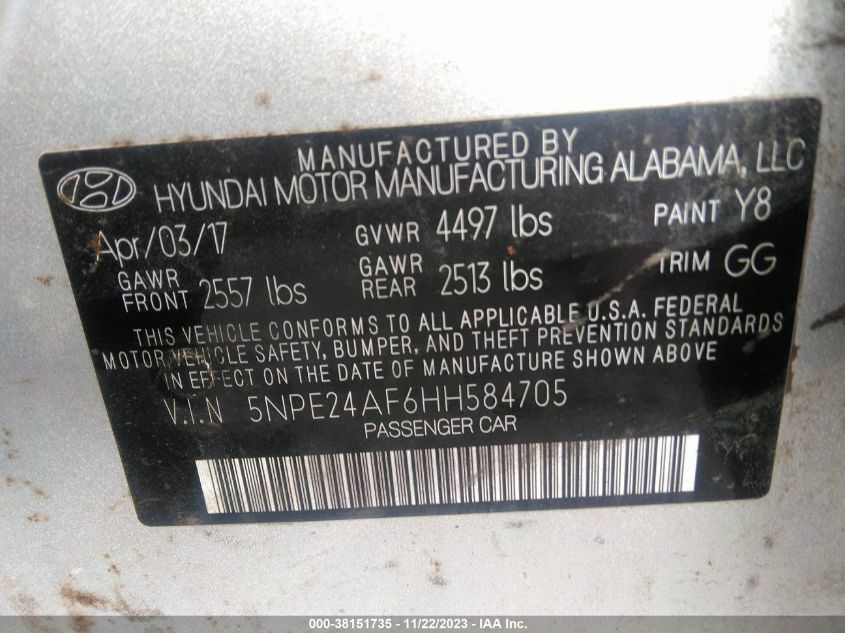 MANUFACTURED BY
HYUNDAI MOTOR MANUFACTURING ALABAMA, LLC
Apr/03/17 GVWR 4497 lbs PAINT Y8
GAWR FRONT 2557 lbs GAWR REAR 2513 lbs TRIM GG
THIS VEHICLE CONFORMS TO ALL APPLICABLE U.S.A. FEDERAL
MOTOR VEHICLE SAFETY, BUMPER, AND THEFT PREVENTION STANDARDS
IN EFFECT ON THE DATE OF MANUFACTURE SHOWN ABOVE
V.I.N 5NPE24AF6HH584705
PASSENGER CAR
000-38151735 - 11/22/2023 - IAA Inc.